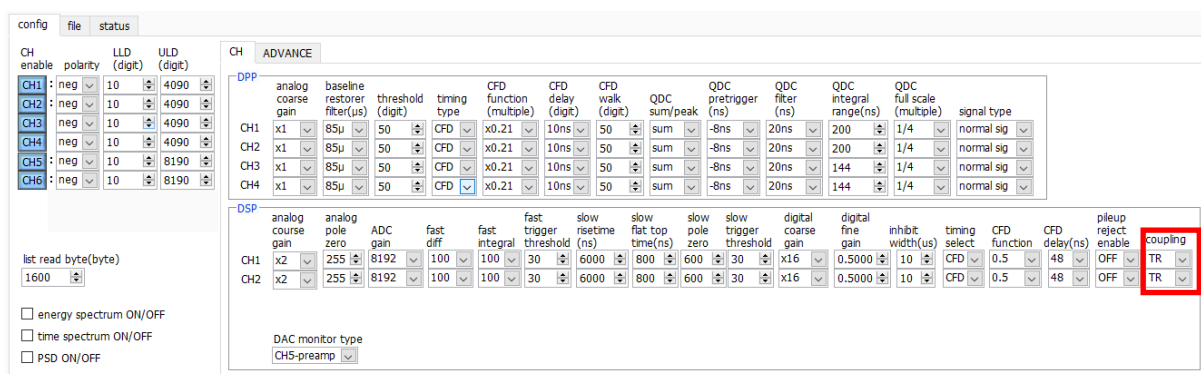 config file status
CH enable polarity LLD (digit) ULD (digit)
CH1 : neg 10 4090
CH2 : neg 10 4090
CH3 : neg 10 4090
CH4 : neg 10 4090
CH5 : neg 10 8190
CH6 : neg 10 8190
list read byte(byte)
1600
energy spectrum ON/OFF
time spectrum ON/OFF
PSD ON/OFF
CH ADVANCE
DPP
analog coarse gain baseline restorer filter(μs) threshold (digit) timing type CFD function (multiple) CFD delay (digit) CFD walk (digit) QDC sum/peak QDC pretrigger (ns) QDC filter (ns) QDC integral range(ns) QDC full scale (multiple) signal type
CH1 x1 85μ 50 CFD x0.21 10ns 50 sum -8ns 20ns 200 1/4 normal sig
CH2 x1 85μ 50 CFD x0.21 10ns 50 sum -8ns 20ns 200 1/4 normal sig
CH3 x1 85μ 50 CFD x0.21 10ns 50 sum -8ns 20ns 144 1/4 normal sig
CH4 x1 85μ 50 CFD x0.21 10ns 50 sum -8ns 20ns 144 1/4 normal sig
DSP
analog course gain analog pole zero ADC gain fast diff fast integral fast trigger threshold slow risetime (ns) slow flat top time(ns) slow pole zero slow trigger threshold digital coarse gain digital fine gain inhibit width(us) timing select CFD function CFD delay(ns) pileup reject enable coupling
CH1 x2 255 8192 100 100 30 6000 800 600 30 x16 0.5000 10 CFD 0.5 48 OFF TR
CH2 x2 255 8192 100 100 30 6000 800 600 30 x16 0.5000 10 CFD 0.5 48 OFF TR
DAC monitor type
CH5-preamp